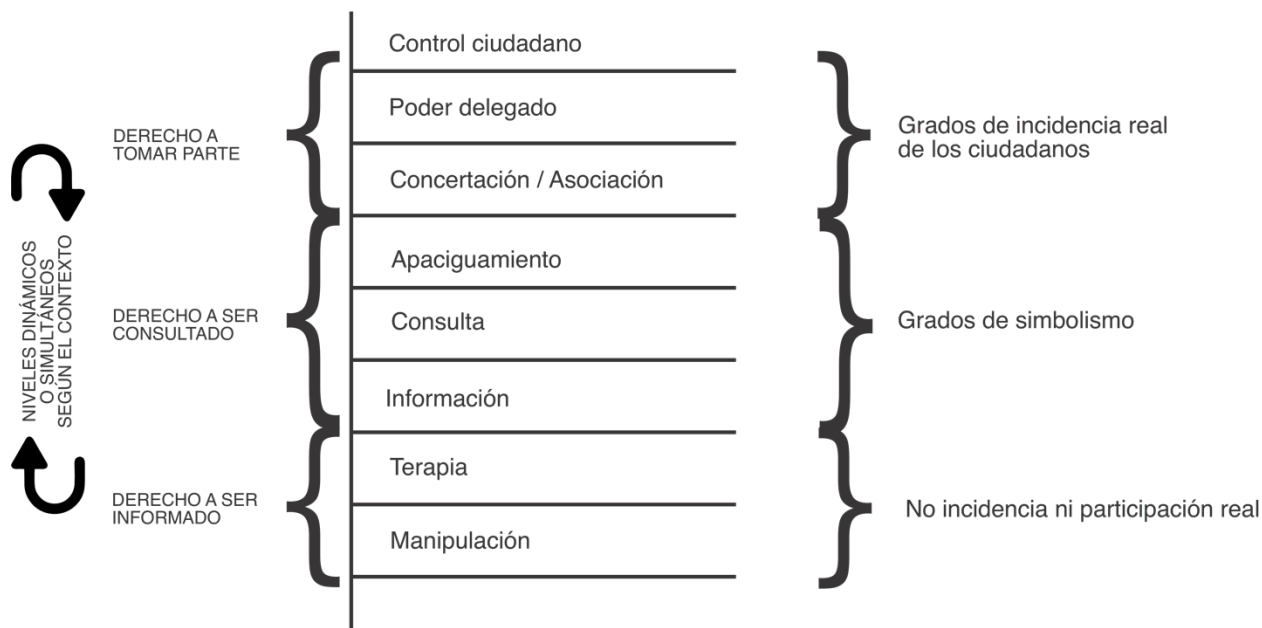 Control ciudadano
Poder delegado
Concertación / Asociación
Apaciguamiento
Consulta
Información
Terapia
Manipulación
DERECHO A
TOMAR PARTE
DERECHO A SER
CONSULTADO
DERECHO A SER
INFORMADO
NIVELES DINÁMICOS
O SIMULTÁNEOS
SEGÚN EL CONTEXTO
Grados de incidencia real
de los ciudadanos
Grados de simbolismo
No incidencia ni participación real